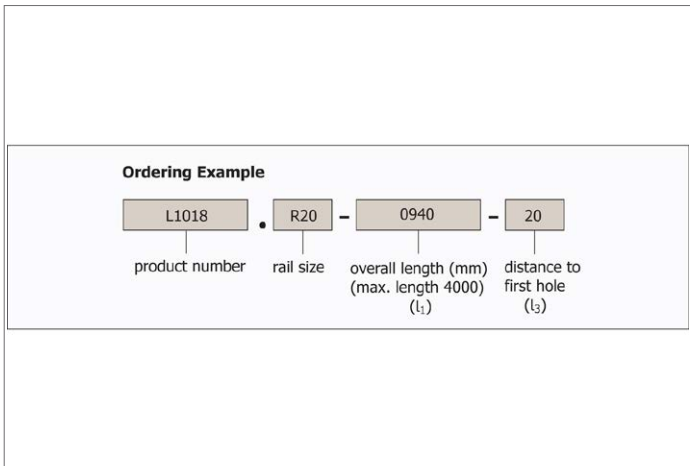 Ordering Example
L1018 . R20 - 0940 - 20
product number rail size overall length (mm) distance to
(max. length 4000) first hole
(l₁) (l₃)